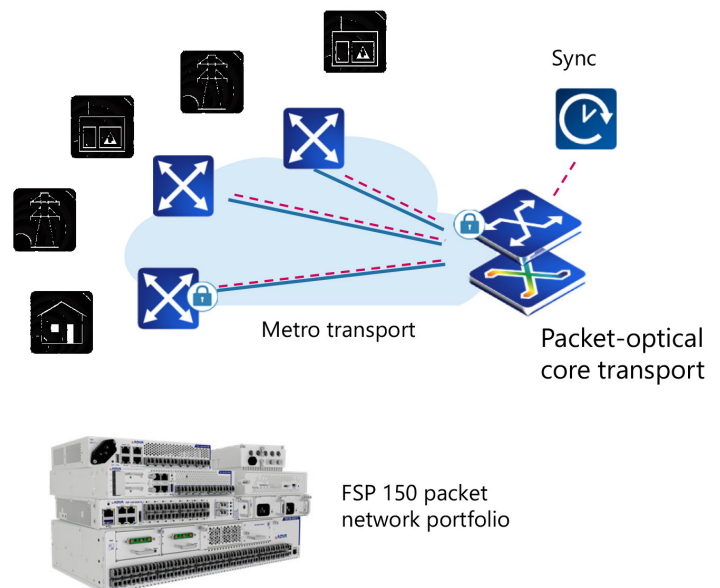 Sync
Metro transport
Packet-optical
core transport
FSP 150 packet
network portfolio